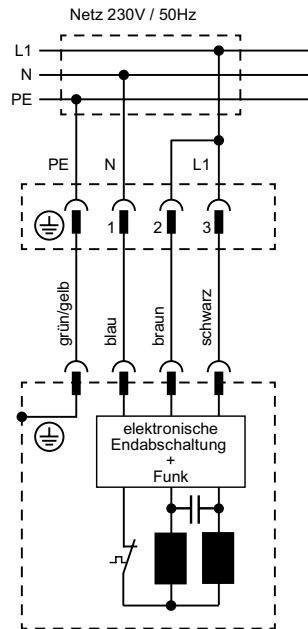 Netz 230V / 50Hz
L1
N
PE
PE N L1
1 2 3
grün/gelb
blau
braun
schwarz
elektronische
Endabschaltung
+
Funk